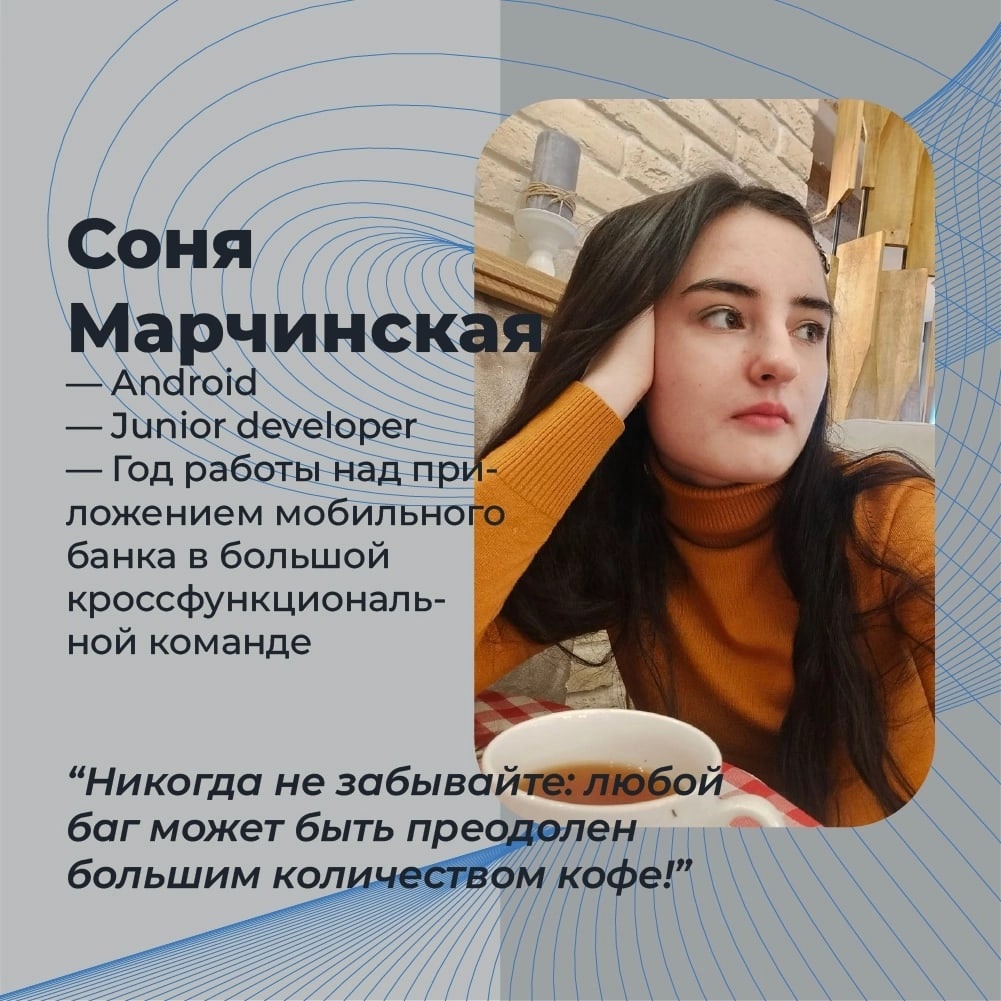 Соня
Марчинская
— Android
— Junior developer
— Год работы над при-
ложением мобильного
банка в большой
кроссфункциональ-
ной команде
“Никогда не забывайте: любой
баг может быть преодолен
большим количеством кофе!”